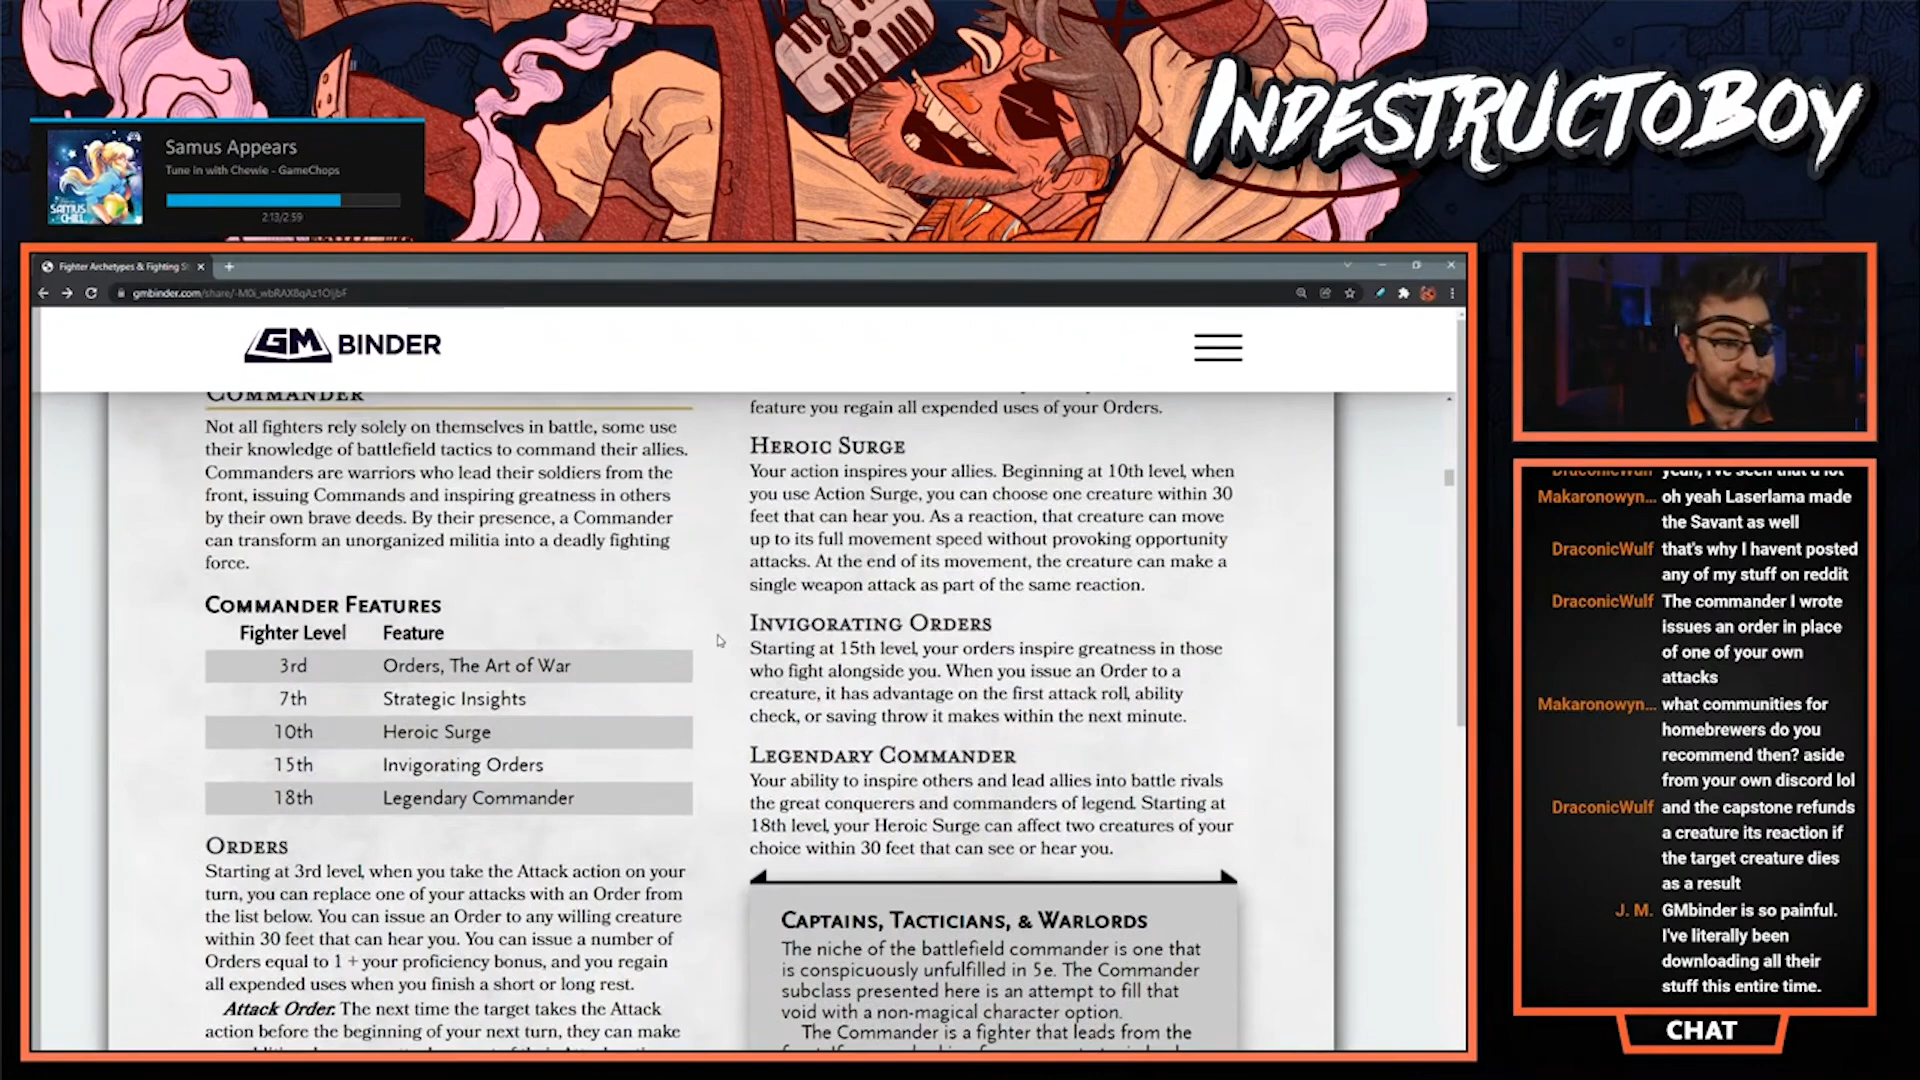 INDESTRUCTOBOY
Samus Appears
Tune in with Chewie - GameChops
SAMUS
CHILL
2:13/2:59
Fighter Archetypes & Fighting S
gmbinder.com/share/
GM BINDER
COMMANDER
Not all fighters rely solely on themselves in battle, some use
their knowledge of battlefield tactics to command their allies.
Commanders are warriors who lead their soldiers from the
front, issuing Commands and inspiring greatness in others
by their own brave deeds. By their presence, a Commander
can transform an unorganized militia into a deadly fighting
force.
COMMANDER FEATURES
Fighter Level Feature
3rd Orders, The Art of War
7th Strategic Insights
10th Heroic Surge
15th Invigorating Orders
18th Legendary Commander
ORDERS
Starting at 3rd level, when you take the Attack action on your
turn, you can replace one of your attacks with an Order from
the list below. You can issue an Order to any willing creature
within 30 feet that can hear you. You can issue a number of
Orders equal to 1 + your proficiency bonus, and you regain
all expended uses when you finish a short or long rest.
Attack Order. The next time the target takes the Attack
action before the beginning of your next turn, they can make
feature you regain all expended uses of your Orders.
HEROIC SURGE
Your action inspires your allies. Beginning at 10th level, when
you use Action Surge, you can choose one creature within 30
feet that can hear you. As a reaction, that creature can move
up to its full movement speed without provoking opportunity
attacks. At the end of its movement, the creature can make a
single weapon attack as part of the same reaction.
INVIGORATING ORDERS
Starting at 15th level, your orders inspire greatness in those
who fight alongside you. When you issue an Order to a
creature, it has advantage on the first attack roll, ability
check, or saving throw it makes within the next minute.
LEGENDARY COMMANDER
Your ability to inspire others and lead allies into battle rivals
the great conquerers and commanders of legend. Starting at
18th level, your Heroic Surge can affect two creatures of your
choice within 30 feet that can see or hear you.
CAPTAINS, TACTICIANS, & WARLORDS
The niche of the battlefield commander is one that
is conspicuously unfulfilled in 5e. The Commander
subclass presented here is an attempt to fill that
void with a non-magical character option.
The Commander is a fighter that leads from the
DraconicWulf yeah, I've seen that a lot
Makaronowyn... oh yeah Laserlama made
the Savant as well
DraconicWulf that's why I havent posted
any of my stuff on reddit
DraconicWulf The commander I wrote
issues an order in place
of one of your own
attacks
Makaronowyn... what communities for
homebrewers do you
recommend then? aside
from your own discord lol
DraconicWulf and the capstone refunds
a creature its reaction if
the target creature dies
as a result
J. M. GMbinder is so painful.
I've literally been
downloading all their
stuff this entire time.
CHAT